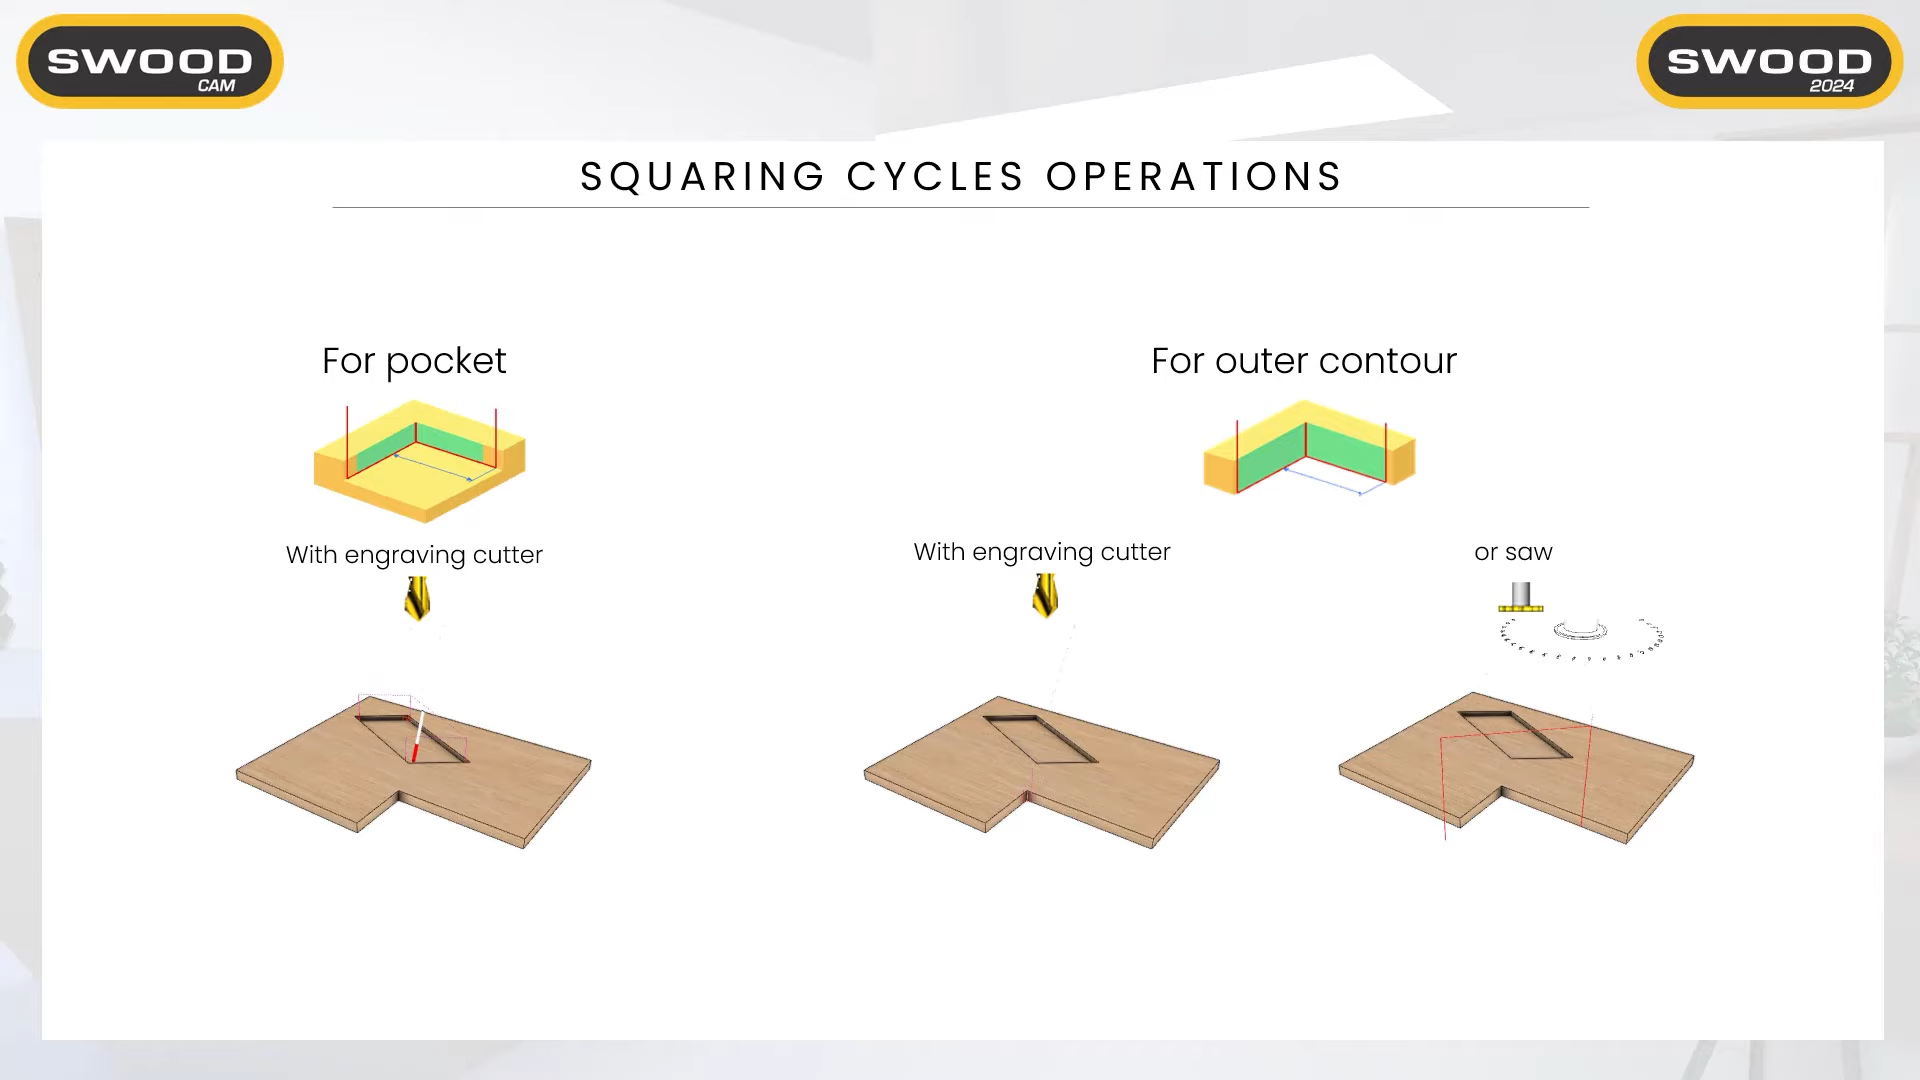 SWOOD
CAM
SWOOD
2024
SQUARING CYCLES OPERATIONS
For pocket
For outer contour
With engraving cutter
With engraving cutter
or saw